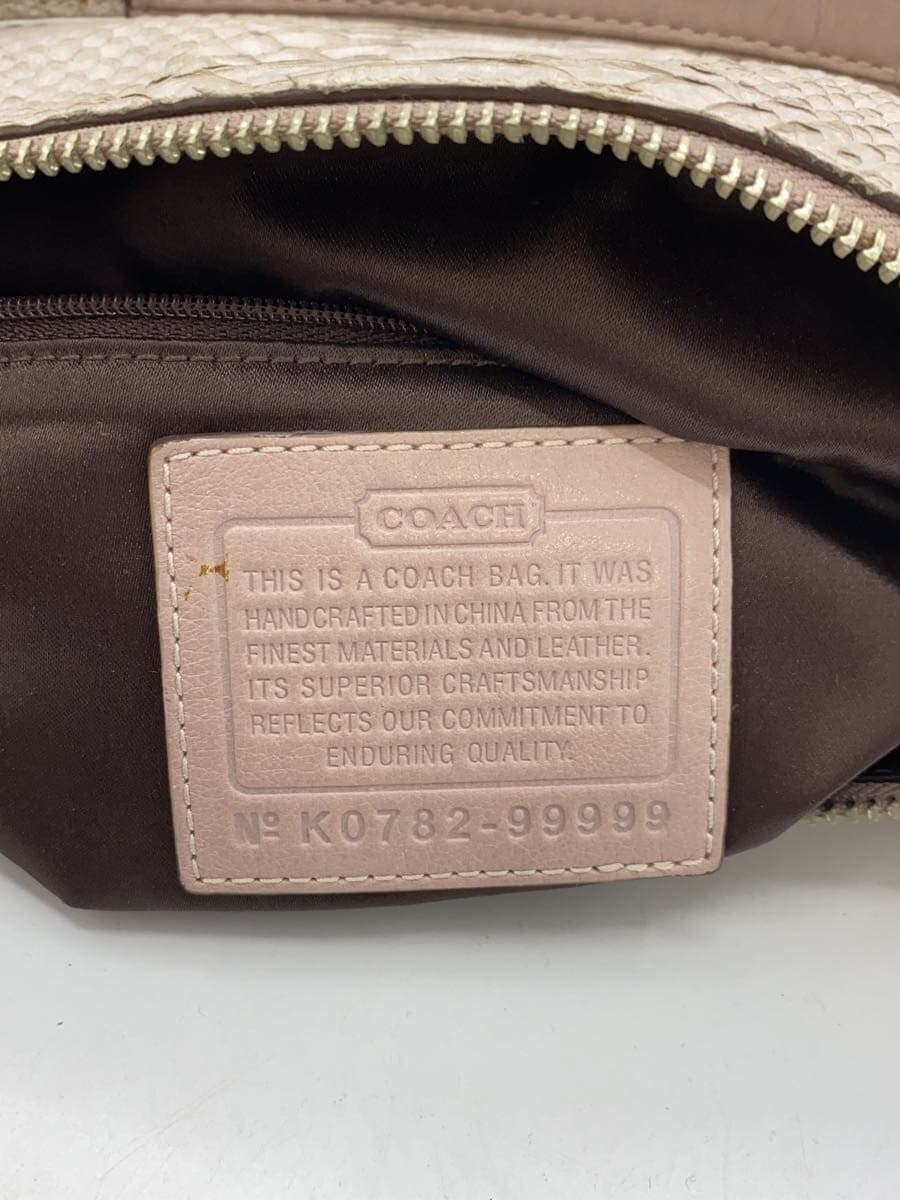 COACH
THIS IS A COACH BAG. IT WAS
HANDCRAFTED IN CHINA FROM THE
FINEST MATERIALS AND LEATHER.
ITS SUPERIOR CRAFTSMANSHIP
REFLECTS OUR COMMITMENT TO
ENDURING QUALITY.
Nº K0782-99999